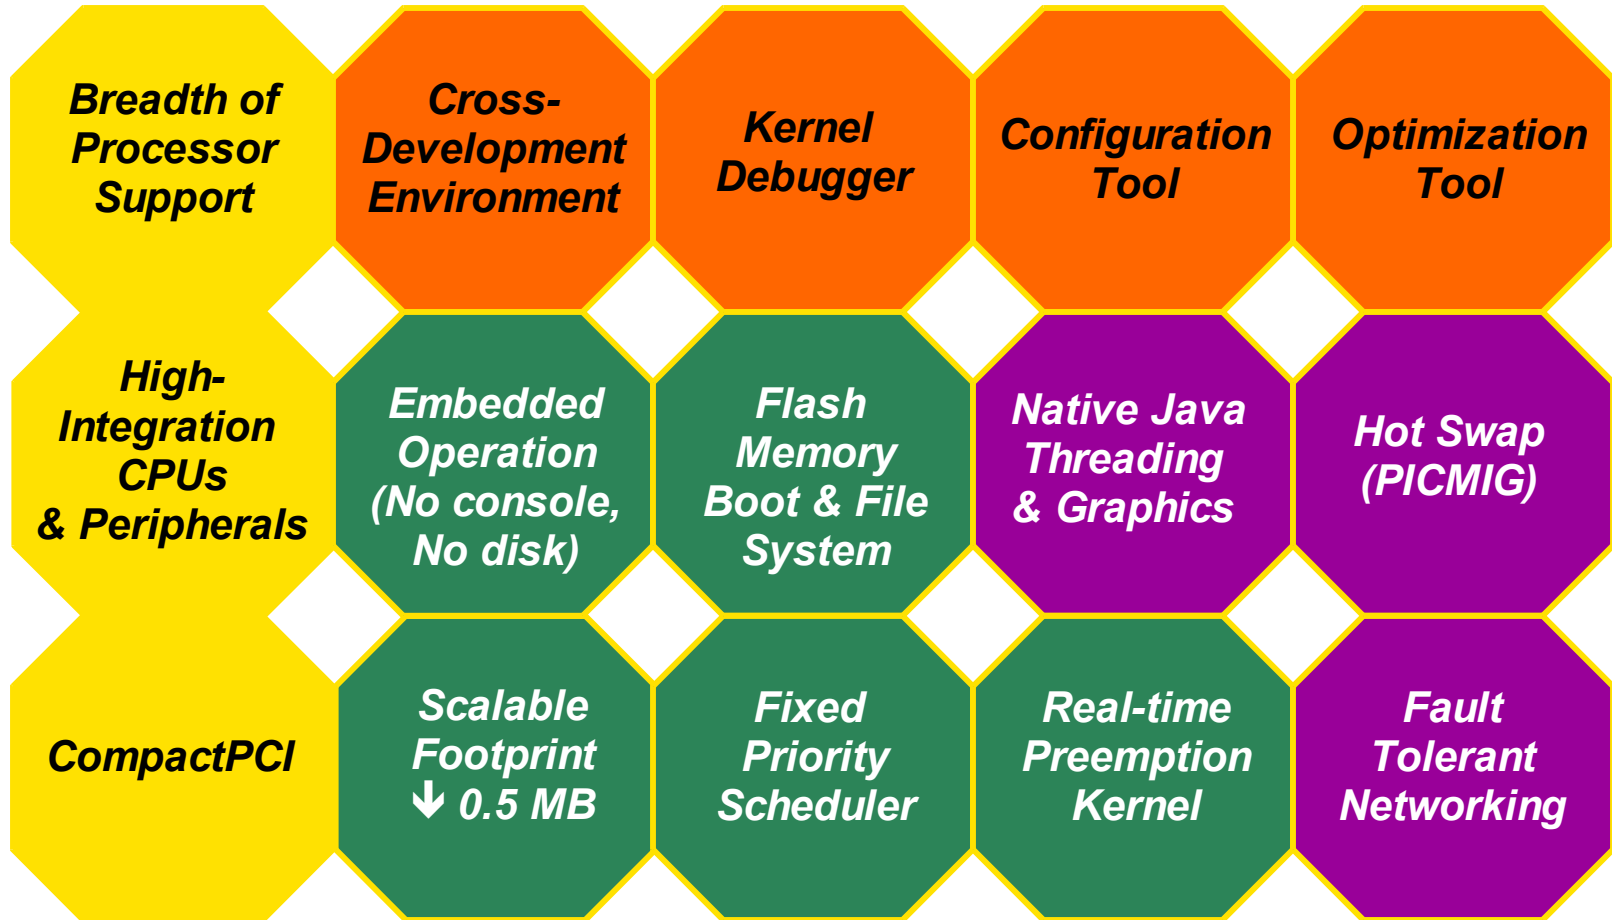 Breadth of
Processor
Support
Cross-
Development
Environment
Kernel
Debugger
Configuration
Tool
Optimization
Tool
High-
Integration
CPUs
& Peripherals
Embedded
Operation
(No console,
No disk)
Flash
Memory
Boot & File
System
Native Java
Threading
& Graphics
Hot Swap
(PICMIG)
CompactPCI
Scalable
Footprint
🡳 0.5 MB
Fixed
Priority
Scheduler
Real-time
Preemption
Kernel
Fault
Tolerant
Networking